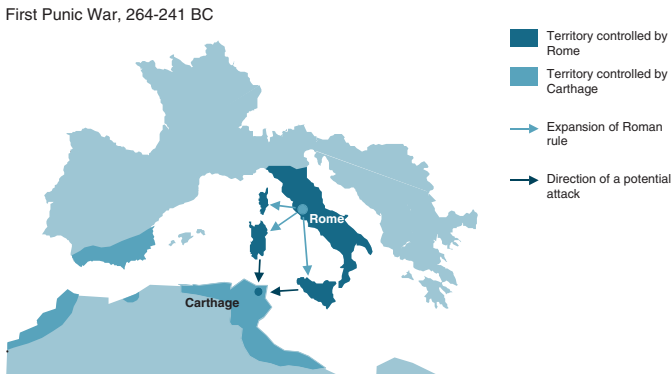 First Punic War, 264-241 BC
Territory controlled by
Rome
Territory controlled by
Carthage
Expansion of Roman
rule
Direction of a potential
attack
Rome
Carthage